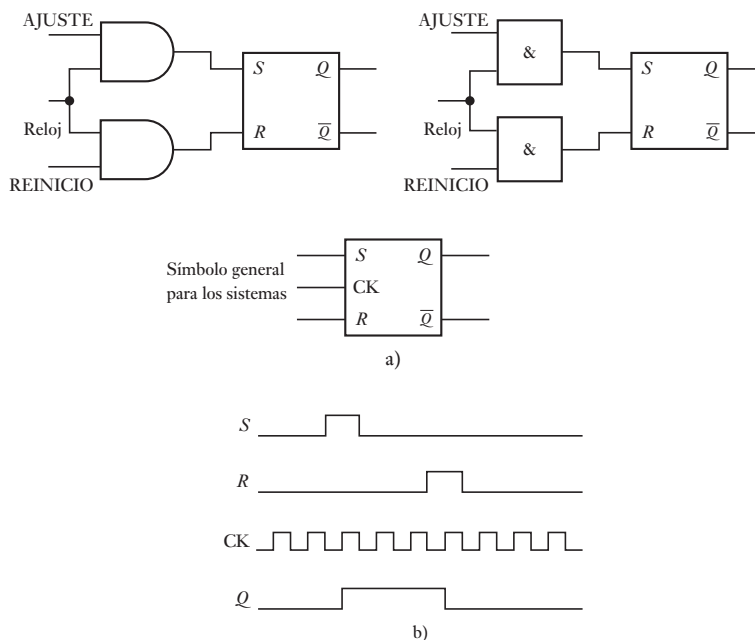 AJUSTE
S
Q
Reloj
R
Q̅
REINICIO
AJUSTE
&
S
Q
Reloj
R
Q̅
&
REINICIO
Símbolo general
para los sistemas
S
Q
CK
R
Q̅
a)
S
R
CK
Q
b)